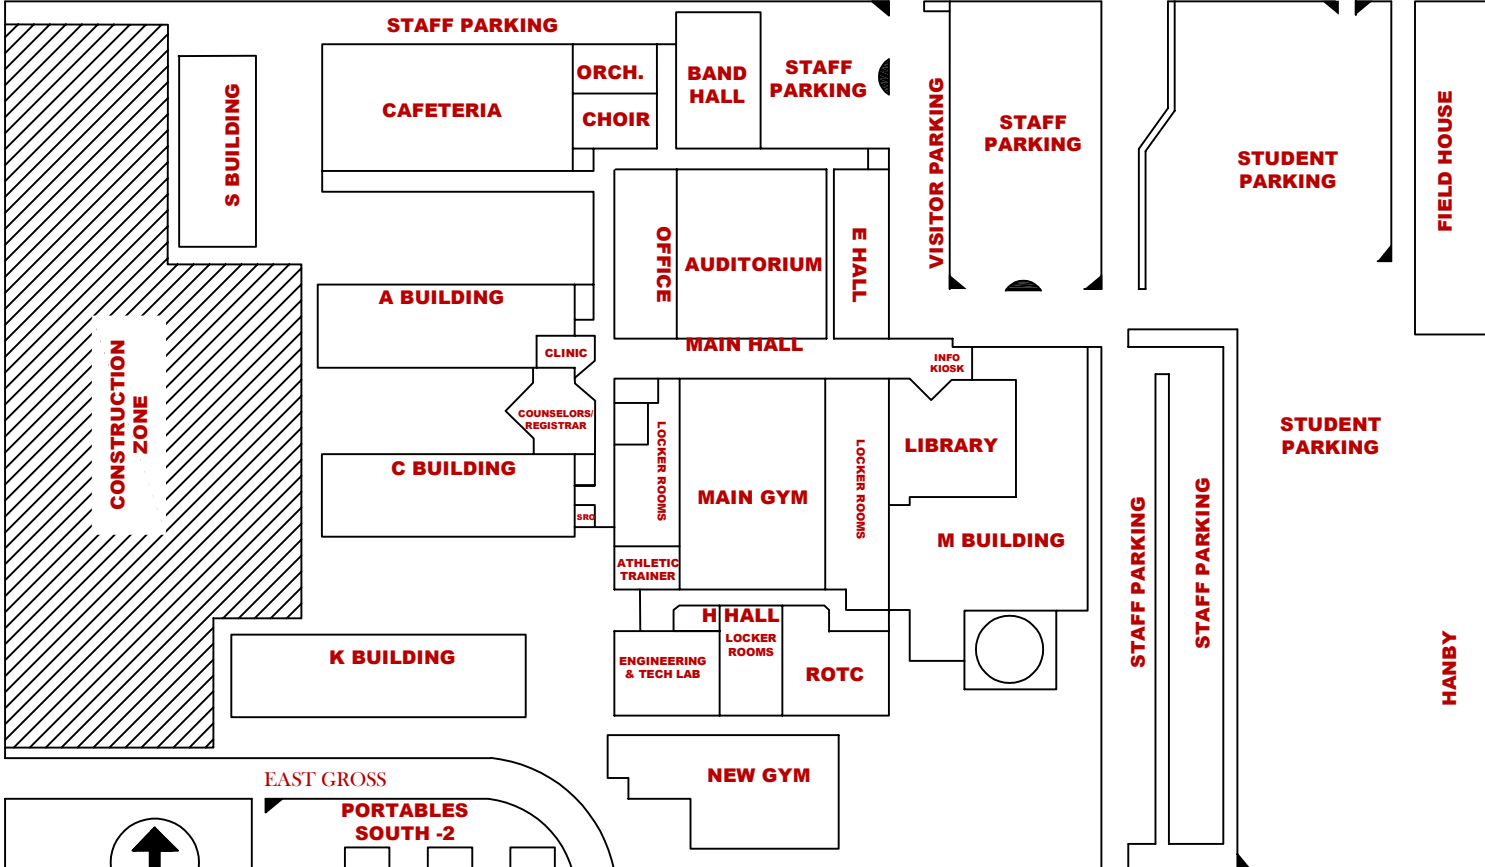 STAFF PARKING
ORCH.
CAFETERIA
CHOIR
BAND
HALL
STAFF
PARKING
VISITOR PARKING
STAFF
PARKING
STUDENT
PARKING
FIELD HOUSE
S BUILDING
OFFICE
AUDITORIUM
E HALL
A BUILDING
MAIN HALL
CLINIC
INFO
KIOSK
CONSTRUCTION
ZONE
COUNSELORS/
REGISTRAR
C BUILDING
SRO
LOCKER ROOMS
MAIN GYM
LOCKER ROOMS
LIBRARY
M BUILDING
STUDENT
PARKING
STAFF PARKING
STAFF PARKING
ATHLETIC
TRAINER
H HALL
LOCKER
ROOMS
ENGINEERING
& TECH LAB
ROTC
K BUILDING
HANBY
NEW GYM
EAST GROSS
PORTABLES
SOUTH -2